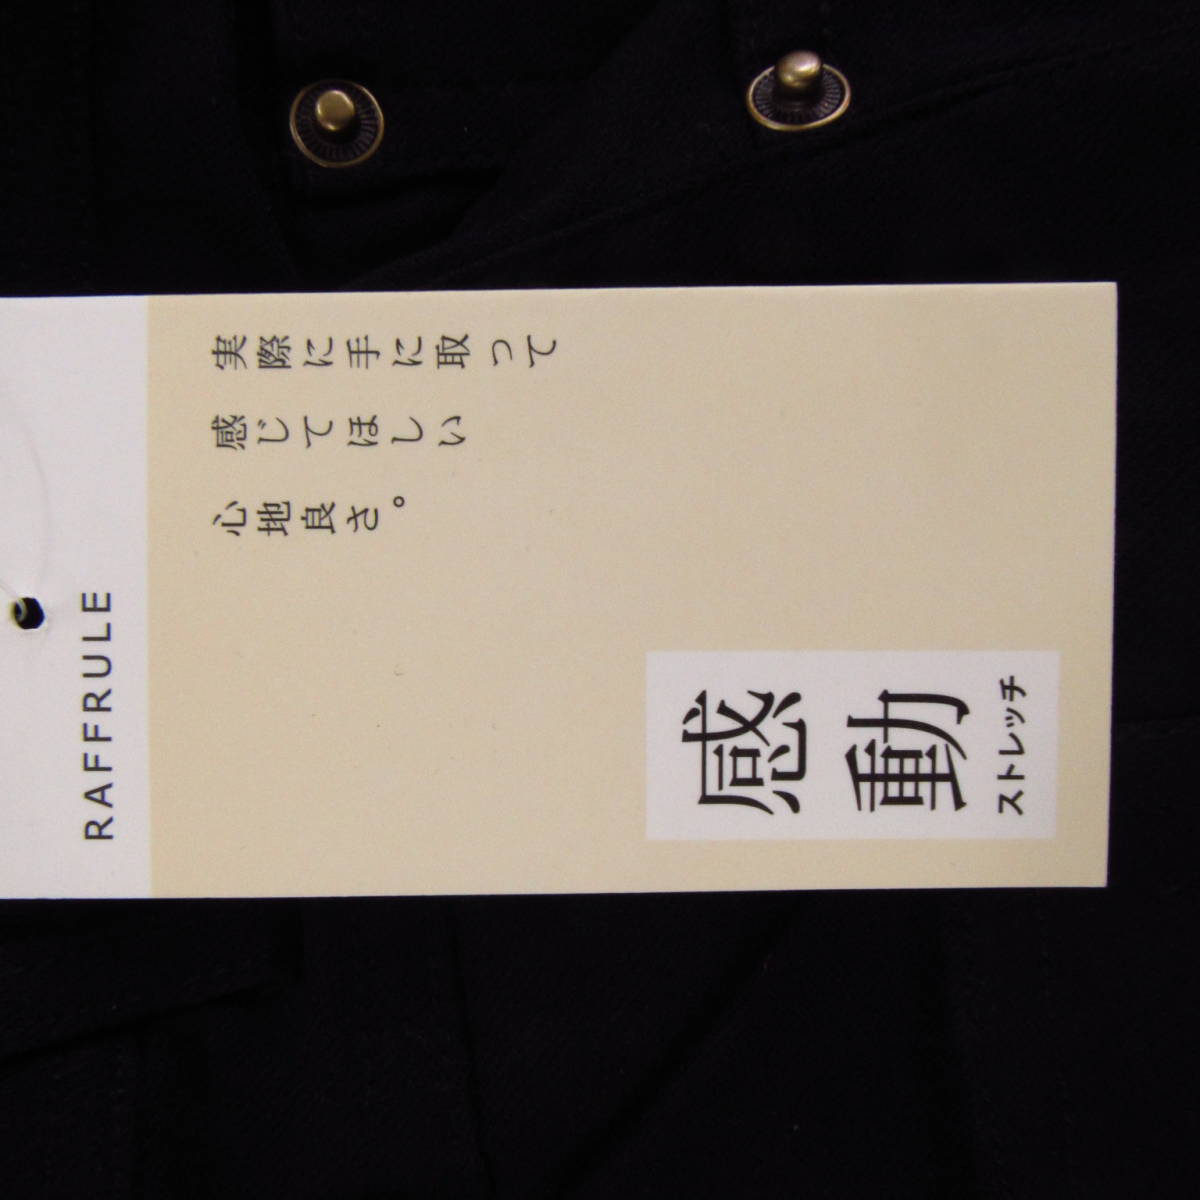 RAFFRULE
実際に手に取って
感じてほしい
心地良さ。
感動
ストレッチ